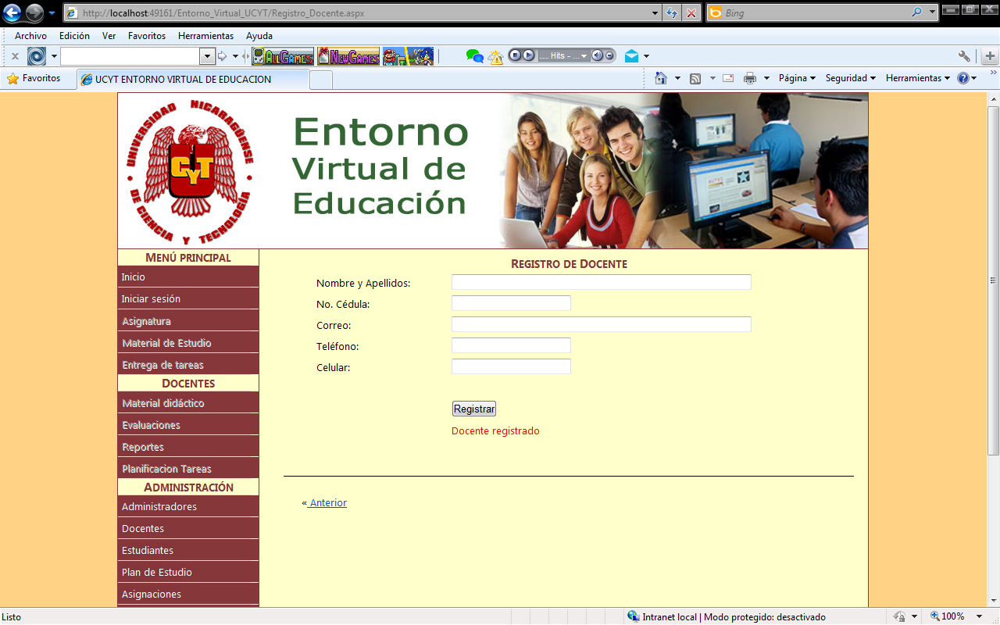 http://localhost:49161/Entorno_Virtual_UCYT/Registro_Docente.aspx
Bing
Archivo Edición Ver Favoritos Herramientas Ayuda
ALLGAMES NEWGAMES
..... Hits - ...
Favoritos UCYT ENTORNO VIRTUAL DE EDUCACION
Página Seguridad Herramientas
UNIVERSIDAD NICARAGÜENSE
CYT
DE CIENCIA Y TECNOLOGÍA
Entorno
Virtual de
Educación
MENÚ PRINCIPAL
Inicio
Iniciar sesión
Asignatura
Material de Estudio
Entrega de tareas
DOCENTES
Material didáctico
Evaluaciones
Reportes
Planificacion Tareas
ADMINISTRACIÓN
Administradores
Docentes
Estudiantes
Plan de Estudio
Asignaciones
REGISTRO DE DOCENTE
Nombre y Apellidos:
No. Cédula:
Correo:
Teléfono:
Celular:
Registrar
Docente registrado
« Anterior
Listo
Intranet local | Modo protegido: desactivado
100%